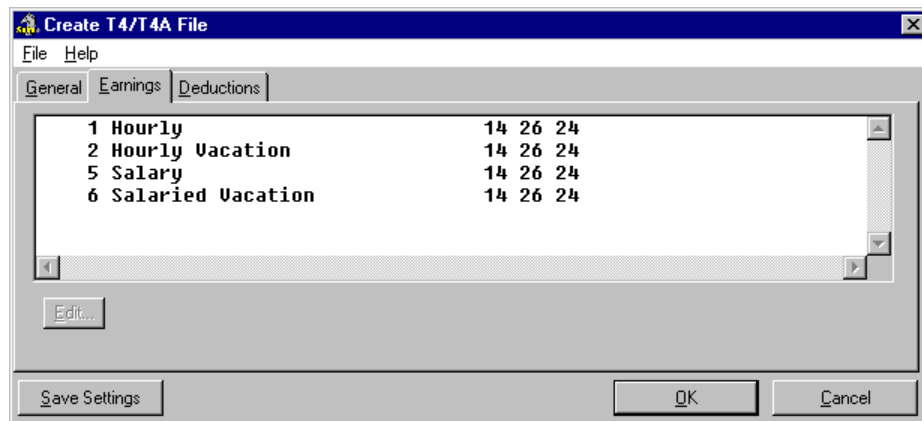 Create T4/T4A File
File Help
General Earnings Deductions
1 Hourly 14 26 24
2 Hourly Vacation 14 26 24
5 Salary 14 26 24
6 Salaried Vacation 14 26 24
Edit...
Save Settings OK Cancel